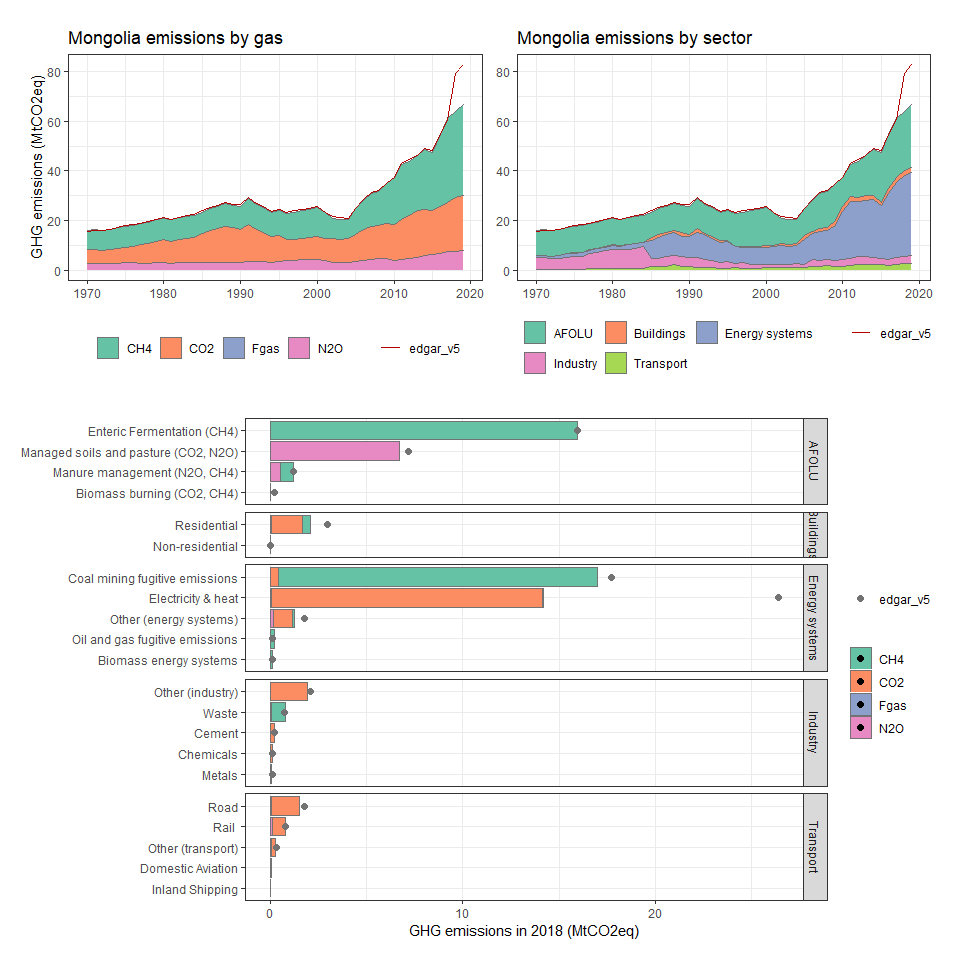 Mongolia emissions by gas
GHG emissions (MtCO2eq)
80
60
40
20
0
1970 1980 1990 2000 2010 2020
CH4 CO2 Fgas N2O edgar_v5
Mongolia emissions by sector
80
60
40
20
0
1970 1980 1990 2000 2010 2020
AFOLU Buildings Energy systems edgar_v5
Industry Transport
Enteric Fermentation (CH4)
Managed soils and pasture (CO2, N2O)
Manure management (N2O, CH4)
Biomass burning (CO2, CH4)
AFOLU
Residential
Non-residential
Buildings
Coal mining fugitive emissions
Electricity & heat
Other (energy systems)
Oil and gas fugitive emissions
Biomass energy systems
Energy systems
Other (industry)
Waste
Cement
Chemicals
Metals
Industry
Road
Rail
Other (transport)
Domestic Aviation
Inland Shipping
Transport
0 10 20
GHG emissions in 2018 (MtCO2eq)
edgar_v5
CH4
CO2
Fgas
N2O